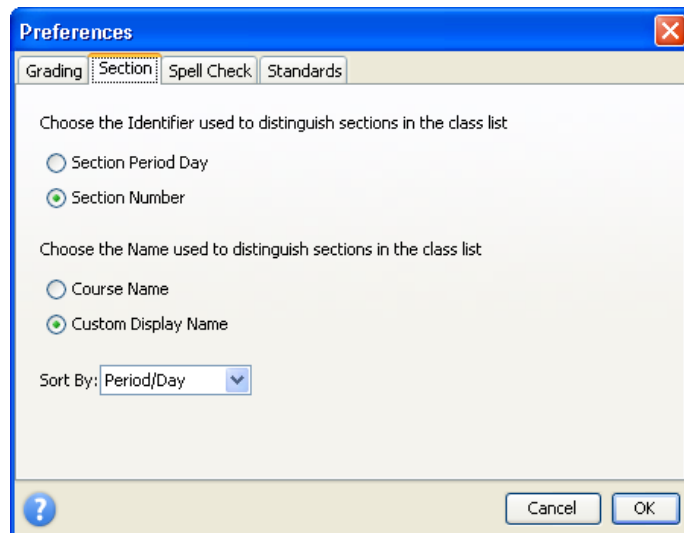 Preferences
Grading Section Spell Check Standards
Choose the Identifier used to distinguish sections in the class list
Section Period Day
Section Number
Choose the Name used to distinguish sections in the class list
Course Name
Custom Display Name
Sort By: Period/Day
? Cancel OK